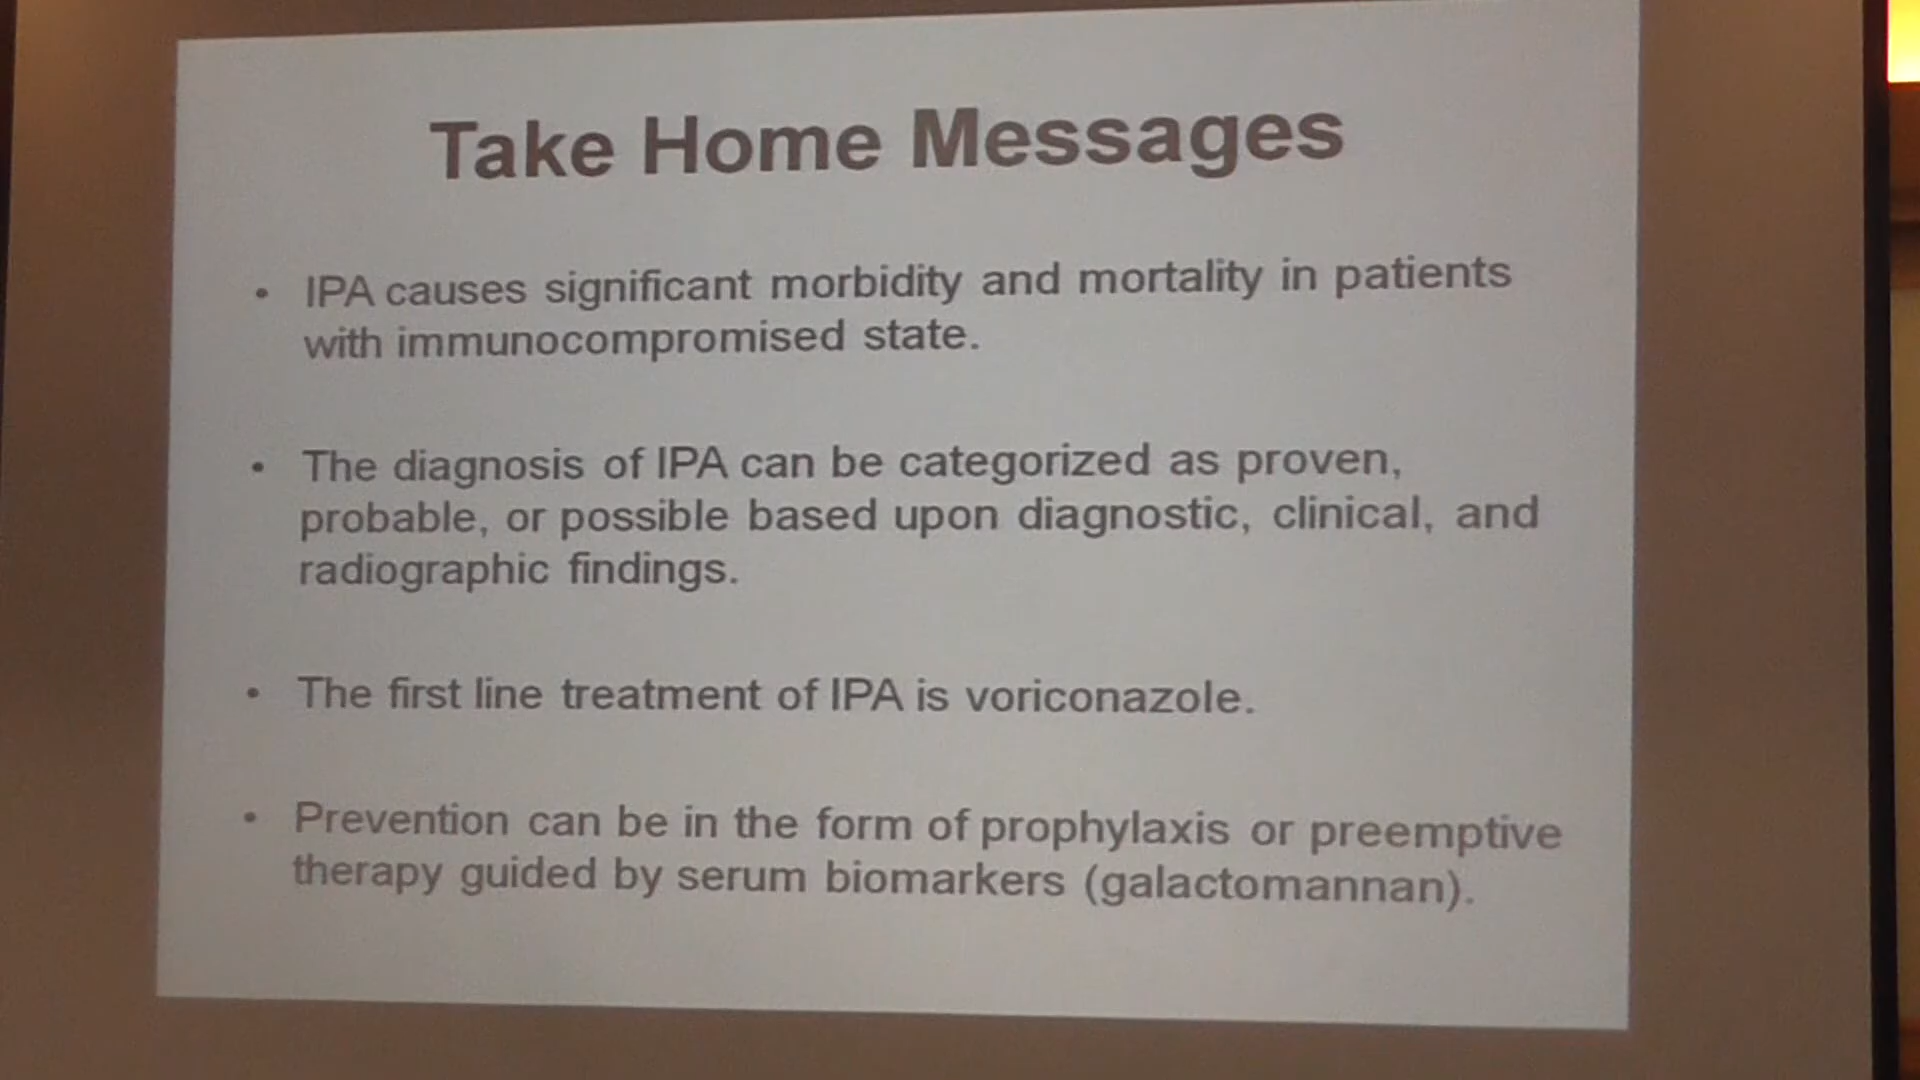 Take Home Messages
• IPA causes significant morbidity and mortality in patients
with immunocompromised state.
• The diagnosis of IPA can be categorized as proven,
probable, or possible based upon diagnostic, clinical, and
radiographic findings.
• The first line treatment of IPA is voriconazole.
• Prevention can be in the form of prophylaxis or preemptive
therapy guided by serum biomarkers (galactomannan).